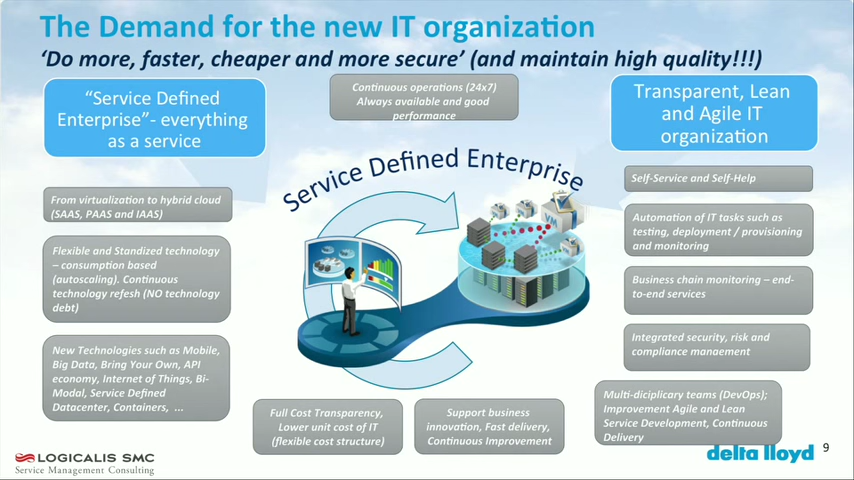 The Demand for the new IT organization
‘Do more, faster, cheaper and more secure’ (and maintain high quality!!!)
“Service Defined
Enterprise”- everything
as a service
Continuous operations (24x7)
Always available and good
performance
Transparent, Lean
and Agile IT
organization
Service Defined Enterprise
VM
From virtualization to hybrid cloud
(SAAS, PAAS and IAAS)
Flexible and Standized technology
– consumption based
(autoscaling). Continuous
technology refesh (NO technology
debt)
New Technologies such as Mobile,
Big Data, Bring Your Own, API
economy, Internet of Things, Bi-
Modal, Service Defined
Datacenter, Containers, ...
Self-Service and Self-Help
Automation of IT tasks such as
testing, deployment / provisioning
and monitoring
Business chain monitoring – end-
to-end services
Integrated security, risk and
compliance manaement
Multi-diciplinary teams (DevOps);
Improvement Agile and Lean
Service Development, Continuous
Delivery
Full Cost Transparency,
Lower unit cost of IT
(flexible cost structure)
Support business
innovation, Fast delivery,
Continuous Improvement
LOGICALIS SMC
Service Management Consulting
delta lloyd
9